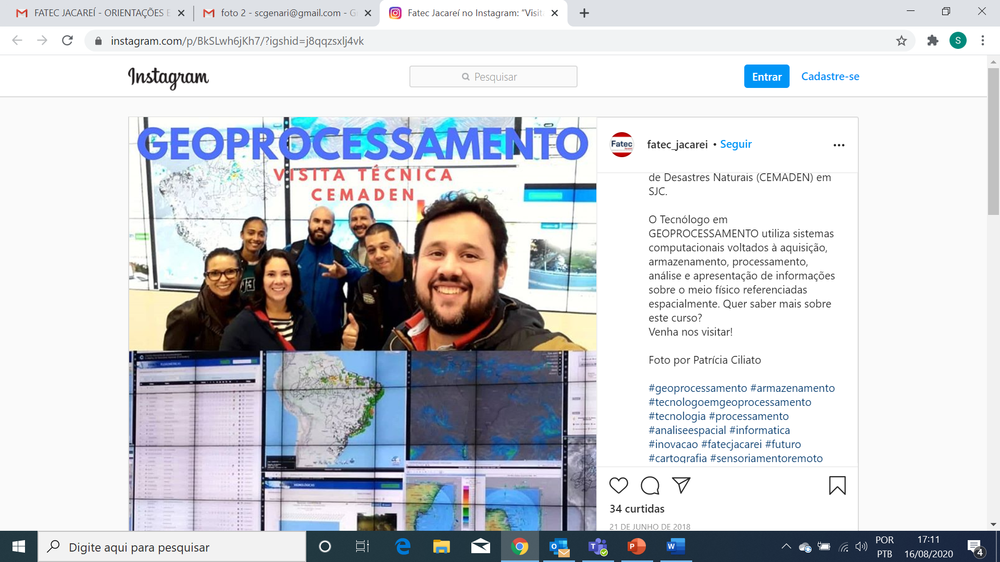 FATEC JACAREÍ - ORIENTAÇÕES E
foto 2 - scgenari@gmail.com - G
Fatec Jacareí no Instagram: “Visita
instagram.com/p/BkSLwh6jKh7/?igshid=j8qqzsxlj4vk
S
Instagram
Pesquisar
Entrar
Cadastre-se
GEOPROCESSAMENTO
VISITA TÉCNICA
CEMADEN
HIDROLÓGICAS
Fatec
fatec_jacarei • Seguir
de Desastres Naturais (CEMADEN) em
SJC.
O Tecnólogo em
GEOPROCESSAMENTO utiliza sistemas
computacionais voltados à aquisição,
armazenamento, processamento,
análise e apresentação de informações
sobre o meio físico referenciadas
espacialmente. Quer saber mais sobre
este curso?
Venha nos visitar!
Foto por Patrícia Ciliato
#geoprocessamento #armazenamento
#tecnologoemgeoprocessamento
#tecnologia #processamento
#analiseespacial #informatica
#inovacao #fatecjacarei #futuro
#cartografia #sensoriamentoremoto
34 curtidas
21 DE JUNHO DE 2018
Digite aqui para pesquisar
POR
PTB
17:11
16/08/2020
4